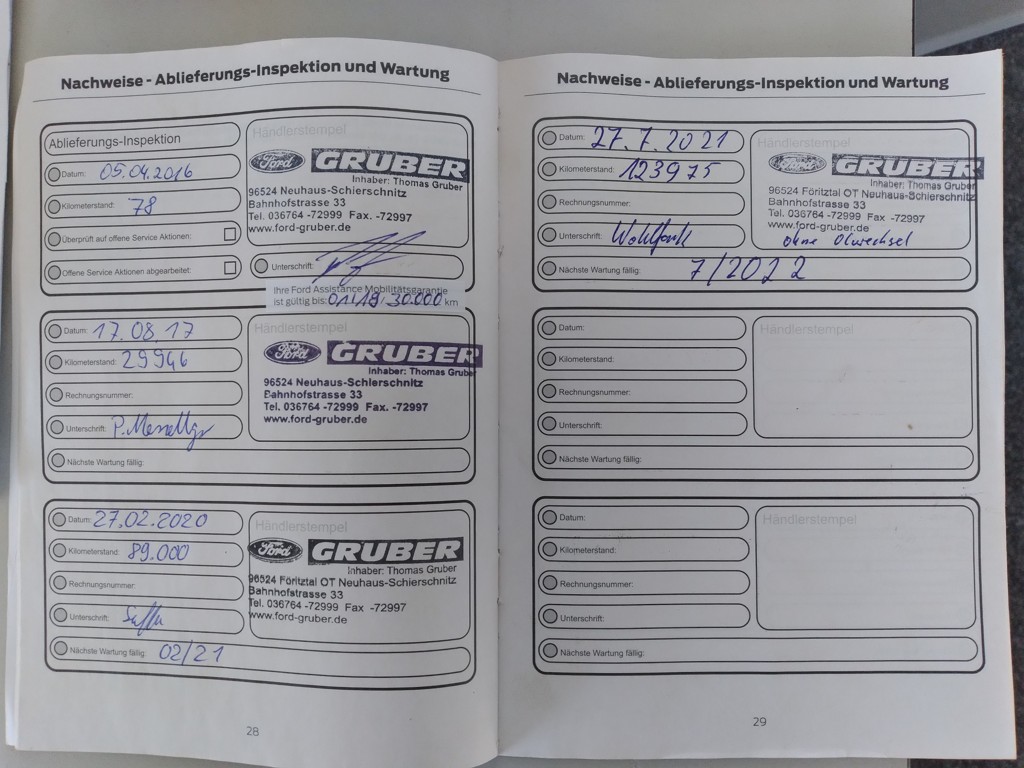 Nachweise - Ablieferungs-Inspektion und Wartung
Ablieferungs-Inspektion
Datum: 05.04.2016
Kilometerstand: 78
Überprüft auf offene Service Aktionen:
Offene Service Aktionen abgearbeitet:
Händlerstempel
Ford GRUBER
Inhaber: Thomas Gruber
96524 Neuhaus-Schierschnitz
Bahnhofstrasse 33
Tel. 036764 -72999 Fax. -72997
www.ford-gruber.de
Unterschrift:
Ihre Ford Assistance Mobilitätsgarantie
ist gültig bis: 30.000 km
Datum: 17.08.17
Kilometerstand: 29946
Rechnungsnummer:
Unterschrift:
Händlerstempel
Ford GRUBER
Inhaber: Thomas Gruber
96524 Neuhaus-Schierschnitz
Bahnhofstrasse 33
Tel. 036764 -72999 Fax. -72997
www.ford-gruber.de
Nächste Wartung fällig:
Datum: 27.02.2020
Kilometerstand: 89.000
Rechnungsnummer:
Unterschrift:
Händlerstempel
Ford GRUBER
Inhaber: Thomas Gruber
96524 Föritztal OT Neuhaus-Schierschnitz
Bahnhofstrasse 33
Tel. 036764 -72999 Fax -72997
www.ford-gruber.de
Nächste Wartung fällig: 02/21
28
Nachweise - Ablieferungs-Inspektion und Wartung
Datum: 27.7.2021
Kilometerstand: 123975
Rechnungsnummer:
Unterschrift:
Händlerstempel
Ford GRUBER
Inhaber: Thomas Gruber
96524 Föritztal OT Neuhaus-Schierschnitz
Bahnhofstrasse 33
Tel. 036764 -72999 Fax -72997
www.ford-gruber.de
ohne Ölwechsel
Nächste Wartung fällig: 7/2022
Datum:
Kilometerstand:
Rechnungsnummer:
Unterschrift:
Händlerstempel
Nächste Wartung fällig:
Datum:
Kilometerstand:
Rechnungsnummer:
Unterschrift:
Händlerstempel
Nächste Wartung fällig:
29